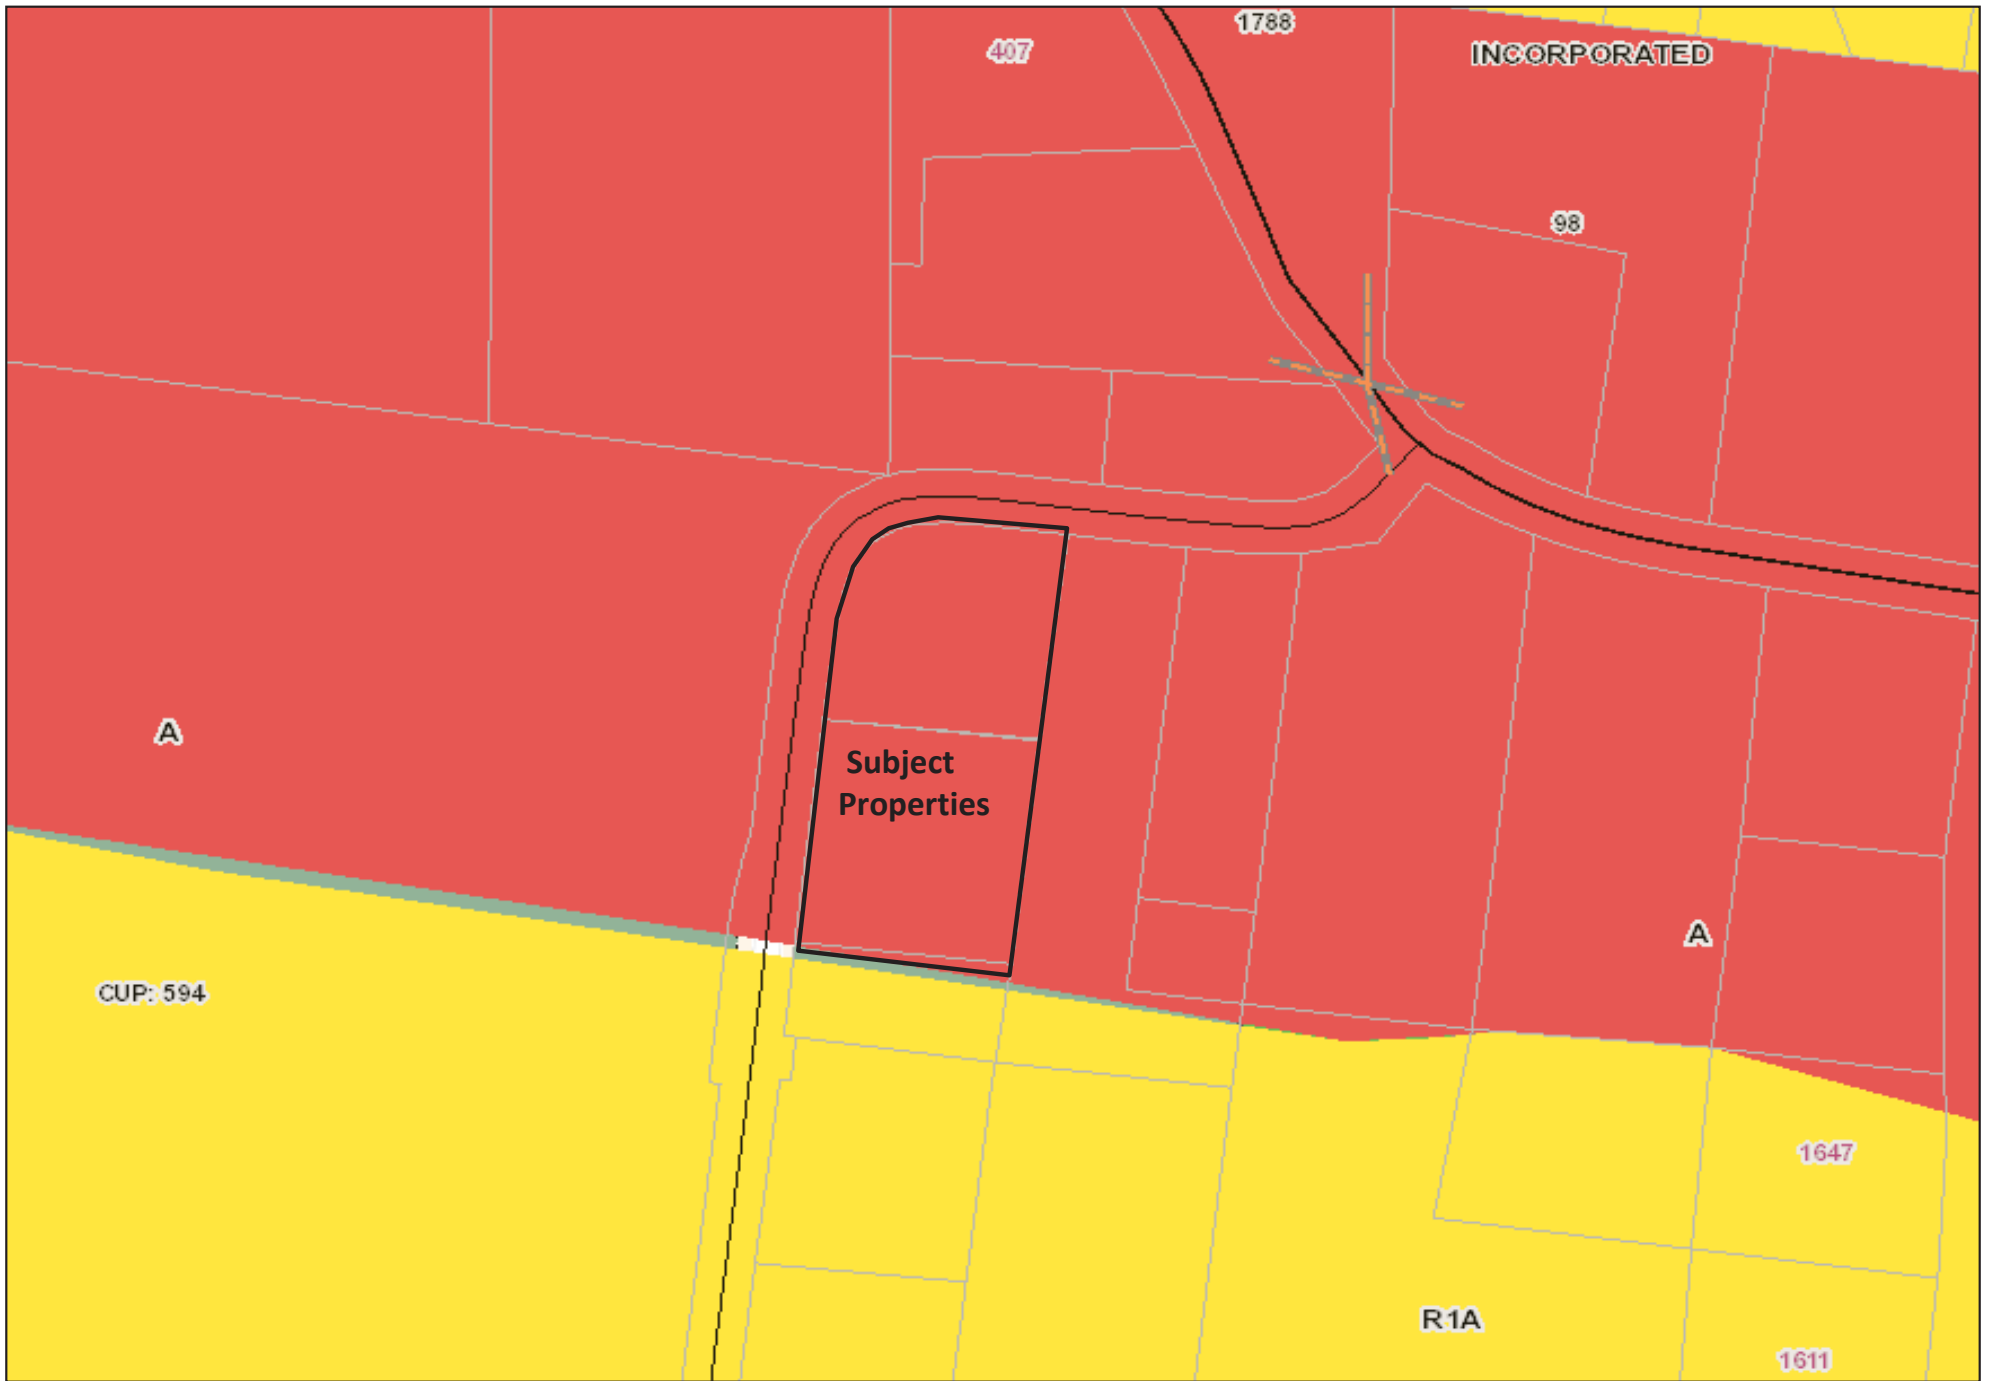 1788
407
INCORPORATED
98
A
Subject
Properties
A
CUP: 594
1647
R1A
1611